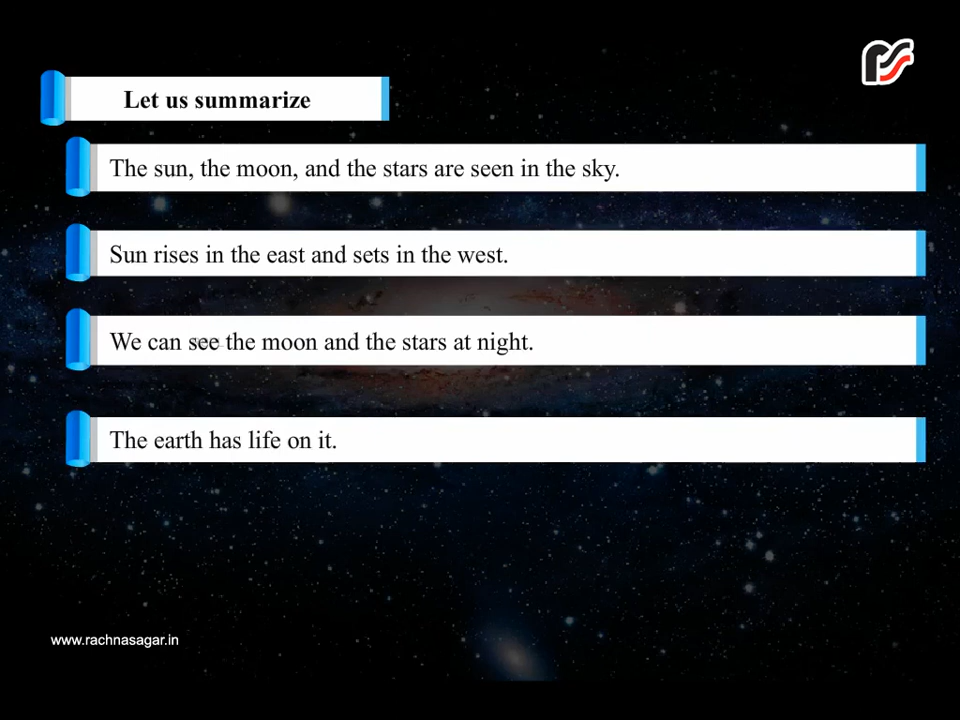 Let us summarize
The sun, the moon, and the stars are seen in the sky.
Sun rises in the east and sets in the west.
We can see the moon and the stars at night.
The earth has life on it.
www.rachnasagar.in